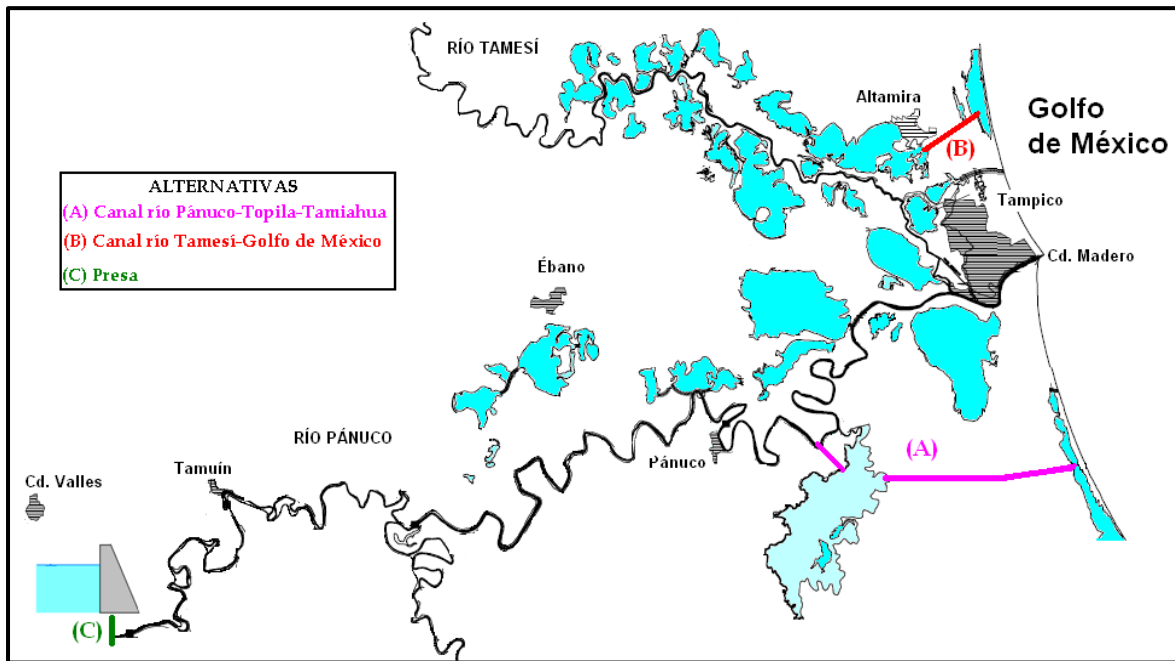 RÍO TAMESÍ
Altamira
Golfo
de México
(B)
ALTERNATIVAS
(A) Canal río Pánuco-Topila-Tamiahua
(B) Canal río Tamesí-Golfo de México
(C) Presa
Tampico
Cd. Madero
Ébano
RÍO PÁNUCO
(A)
Pánuco
Tamuín
Cd. Valles
(C)